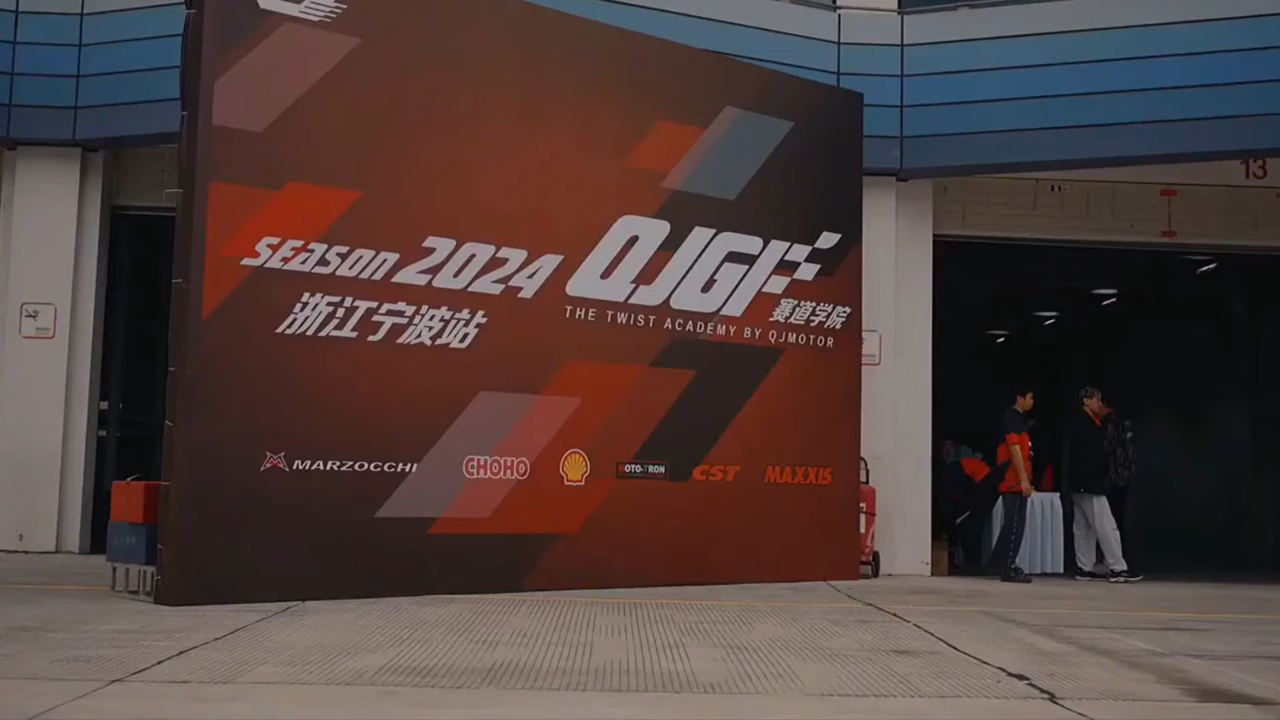 SEASON 2024
浙江宁波站
QJGP
赛道学院
THE TWIST ACADEMY BY QJMOTOR
MARZOCCHI
CHOHO
MOTO-TRON
CST
MAXXIS
13